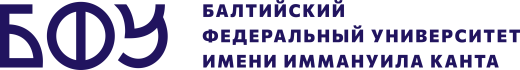 БФУ
БАЛТИЙСКИЙ
ФЕДЕРАЛЬНЫЙ УНИВЕРСИТЕТ
ИМЕНИ ИММАНУИЛА КАНТА